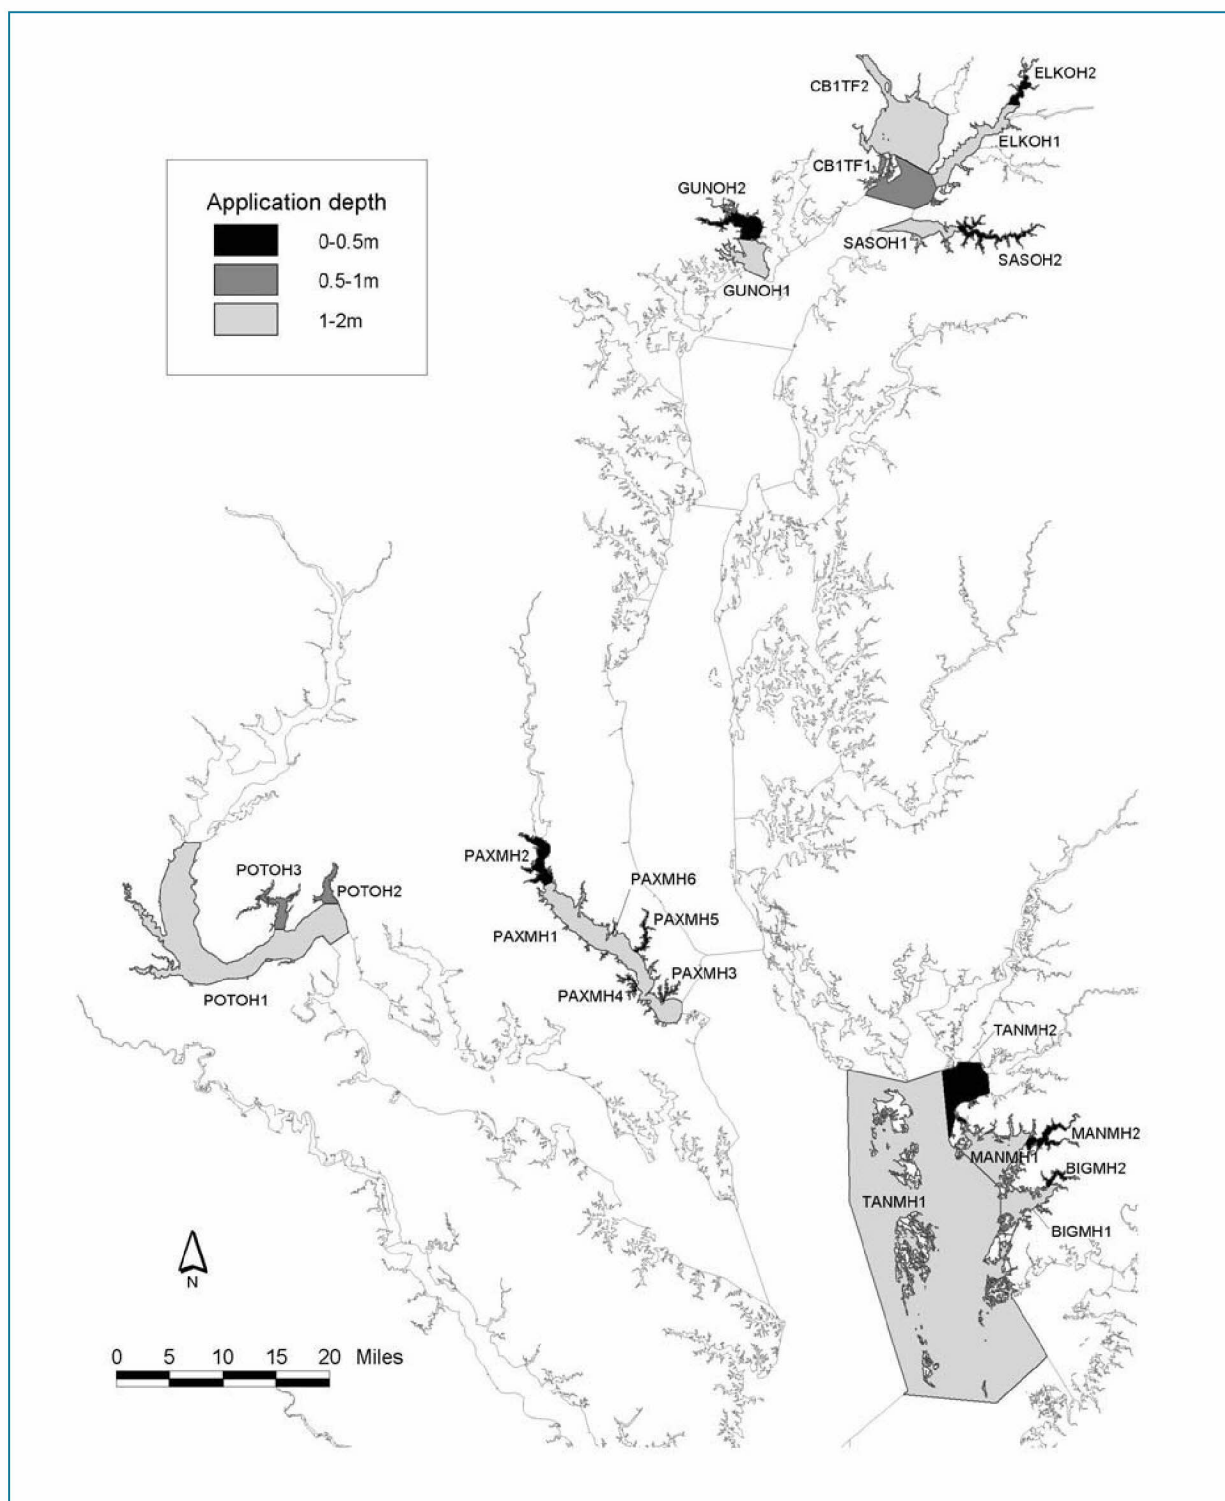 CB1TF2
ELKOH2
ELKOH1
CB1TF1
GUNOH2
SASOH1
SASOH2
GUNOH1
Application depth
0-0.5m
0.5-1m
1-2m
PAXMH2
PAXMH6
POTOH3
POTOH2
PAXMH5
PAXMH1
PAXMH3
PAXMH4
POTOH1
TANMH2
MANMH2
MANMH1
BIGMH2
TANMH1
BIGMH1
N
0 5 10 15 20 Miles